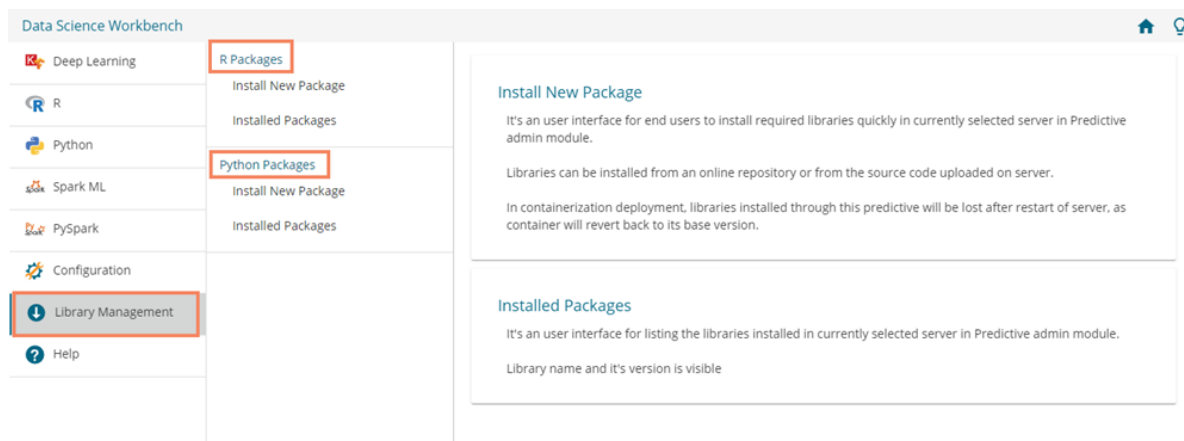 Data Science Workbench
Deep Learning
R
Python
Spark ML
PySpark
Configuration
Library Management
Help
R Packages
Install New Package
Installed Packages
Python Packages
Install New Package
Installed Packages
Install New Package
It's an user interface for end users to install required libraries quickly in currently selected server in Predictive
admin module.
Libraries can be installed from an online repository or from the source code uploaded on server.
In containerization deployment, libraries installed through this predictive will be lost after restart of server, as
container will revert back to its base version.
Installed Packages
It's an user interface for listing the libraries installed in currently selected server in Predictive admin module.
Library name and it's version is visible